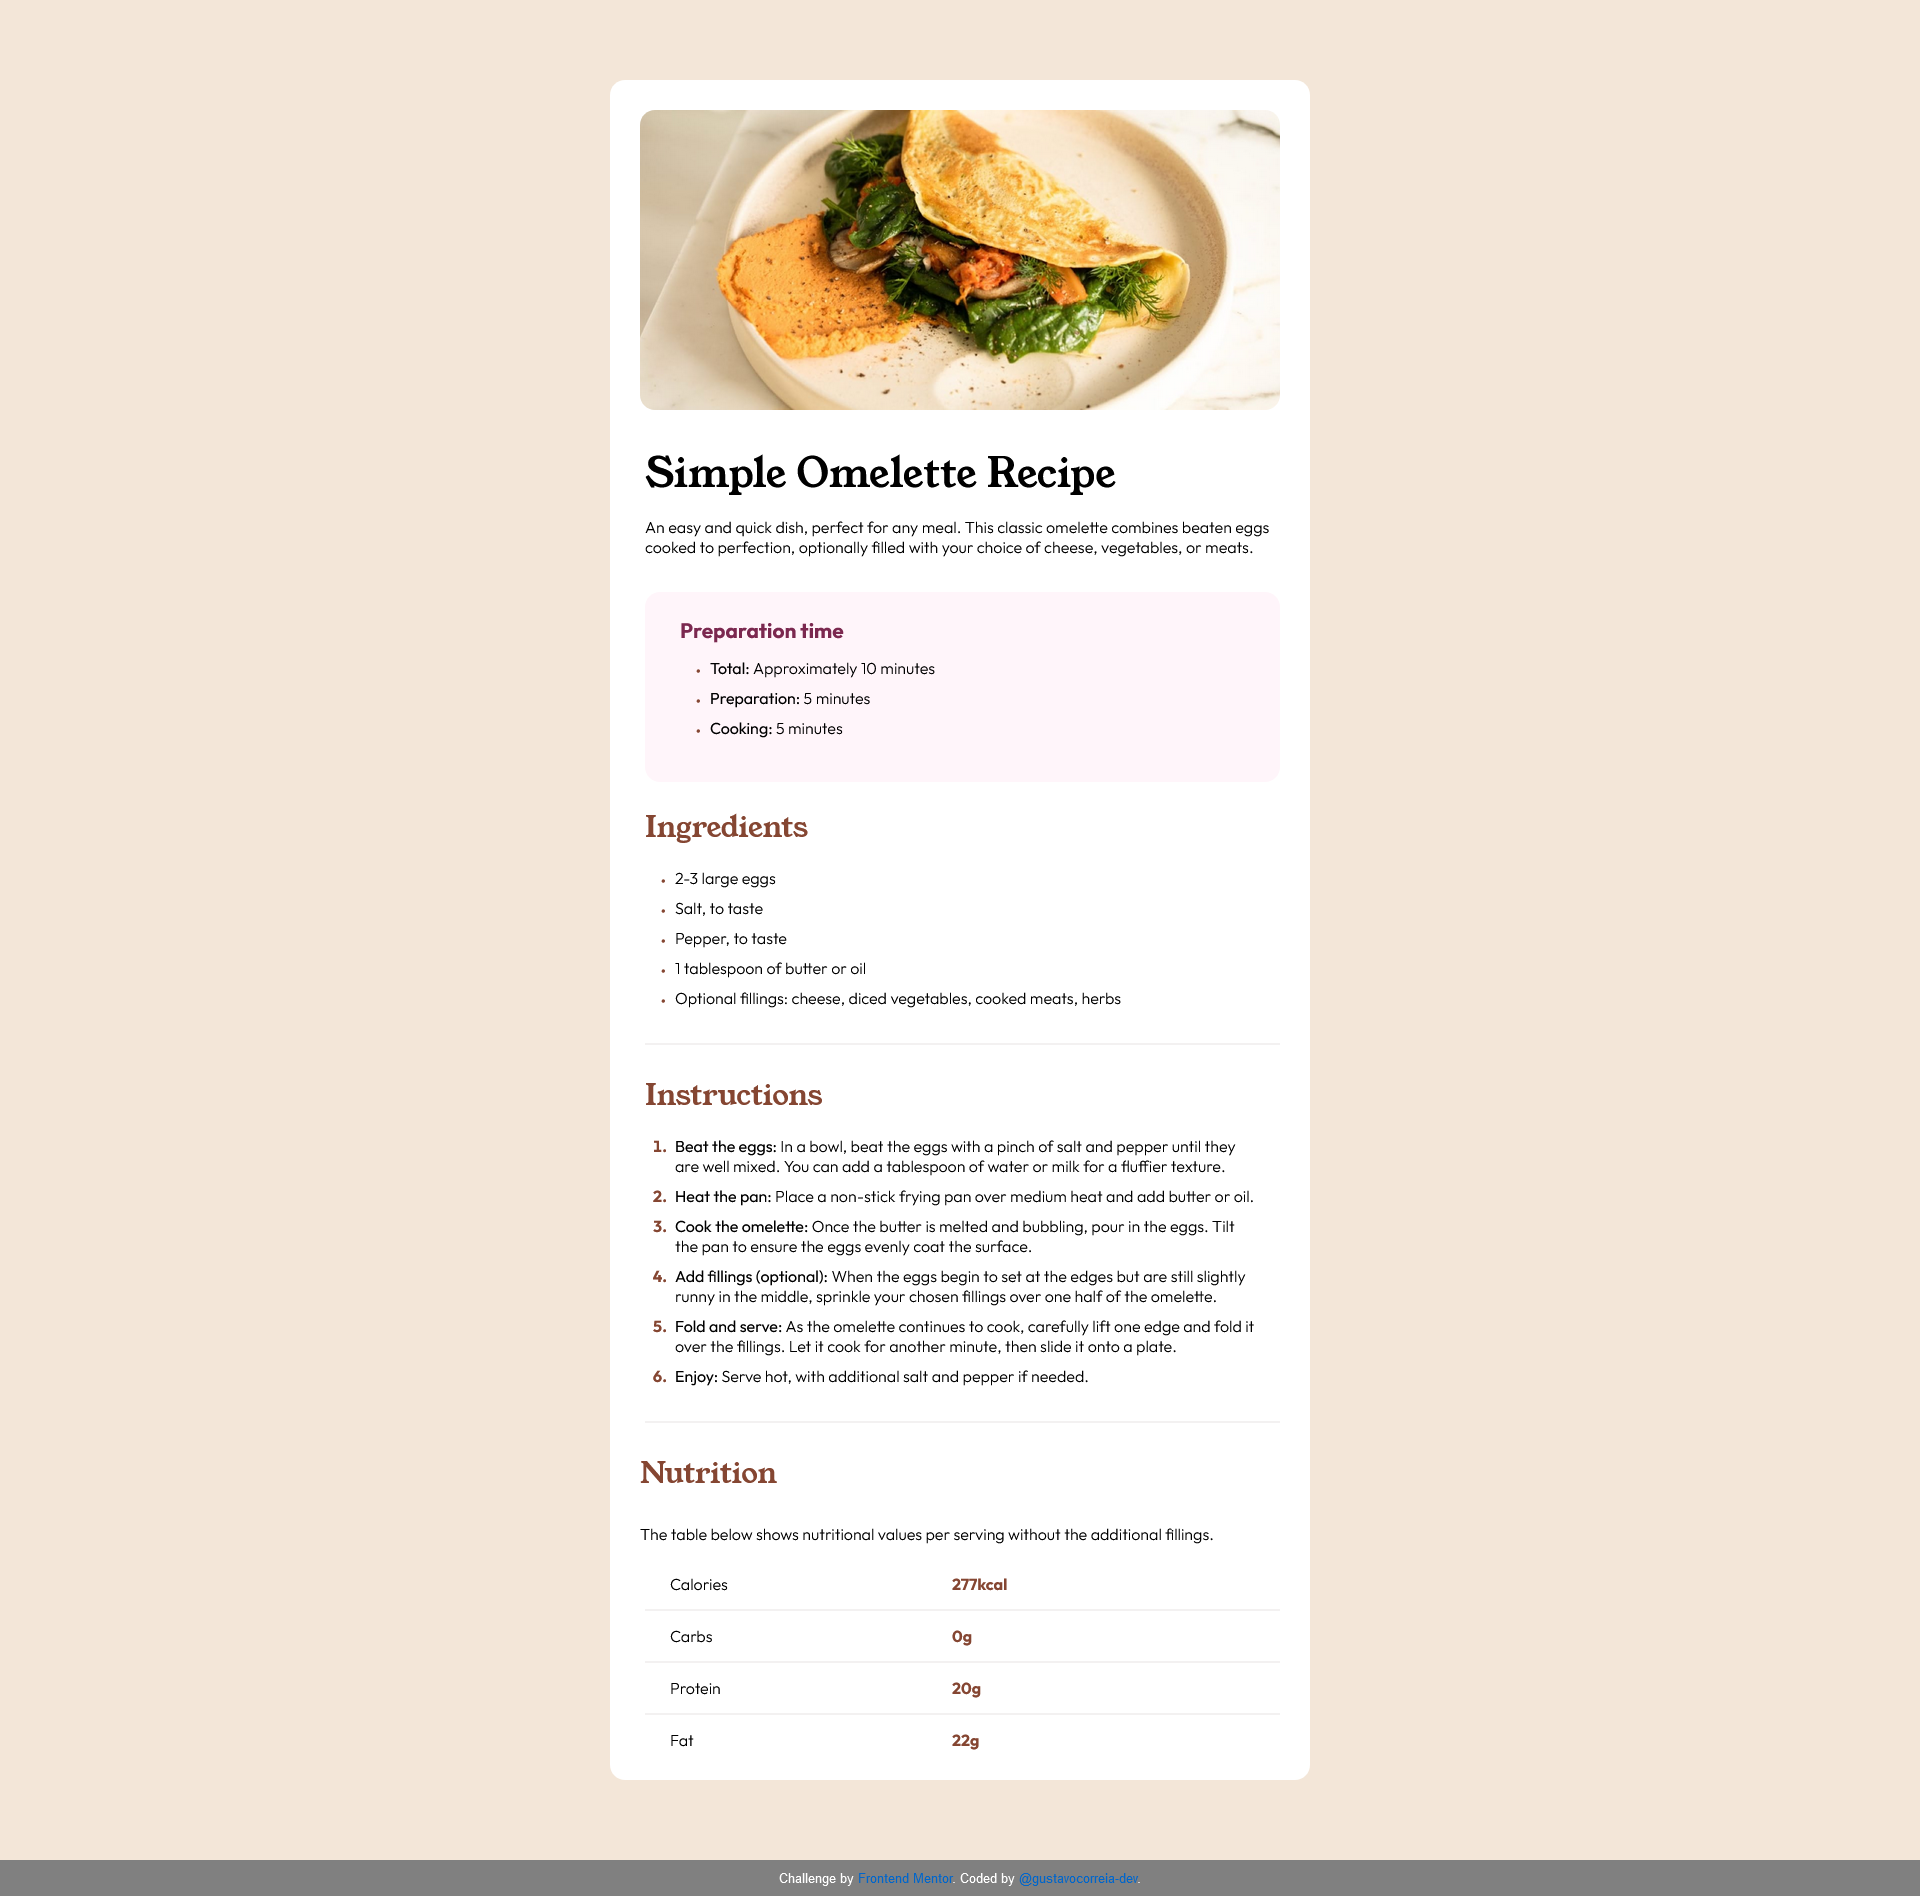 Simple Omelette Recipe
An easy and quick dish, perfect for any meal. This classic omelette combines beaten eggs
cooked to perfection, optionally filled with your choice of cheese, vegetables, or meats.
Preparation time
• Total: Approximately 10 minutes
• Preparation: 5 minutes
• Cooking: 5 minutes
Ingredients
• 2-3 large eggs
• Salt, to taste
• Pepper, to taste
• 1 tablespoon of butter or oil
• Optional fillings: cheese, diced vegetables, cooked meats, herbs
Instructions
1. Beat the eggs: In a bowl, beat the eggs with a pinch of salt and pepper until they
are well mixed. You can add a tablespoon of water or milk for a fluffier texture.
2. Heat the pan: Place a non-stick frying pan over medium heat and add butter or oil.
3. Cook the omelette: Once the butter is melted and bubbling, pour in the eggs. Tilt
the pan to ensure the eggs evenly coat the surface.
4. Add fillings (optional): When the eggs begin to set at the edges but are still slightly
runny in the middle, sprinkle your chosen fillings over one half of the omelette.
5. Fold and serve: As the omelette continues to cook, carefully lift one edge and fold it
over the fillings. Let it cook for another minute, then slide it onto a plate.
6. Enjoy: Serve hot, with additional salt and pepper if needed.
Nutrition
The table below shows nutritional values per serving without the additional fillings.
Calories 277kcal
Carbs 0g
Protein 20g
Fat 22g
Challenge by Frontend Mentor. Coded by @gustavocorreia-dev.